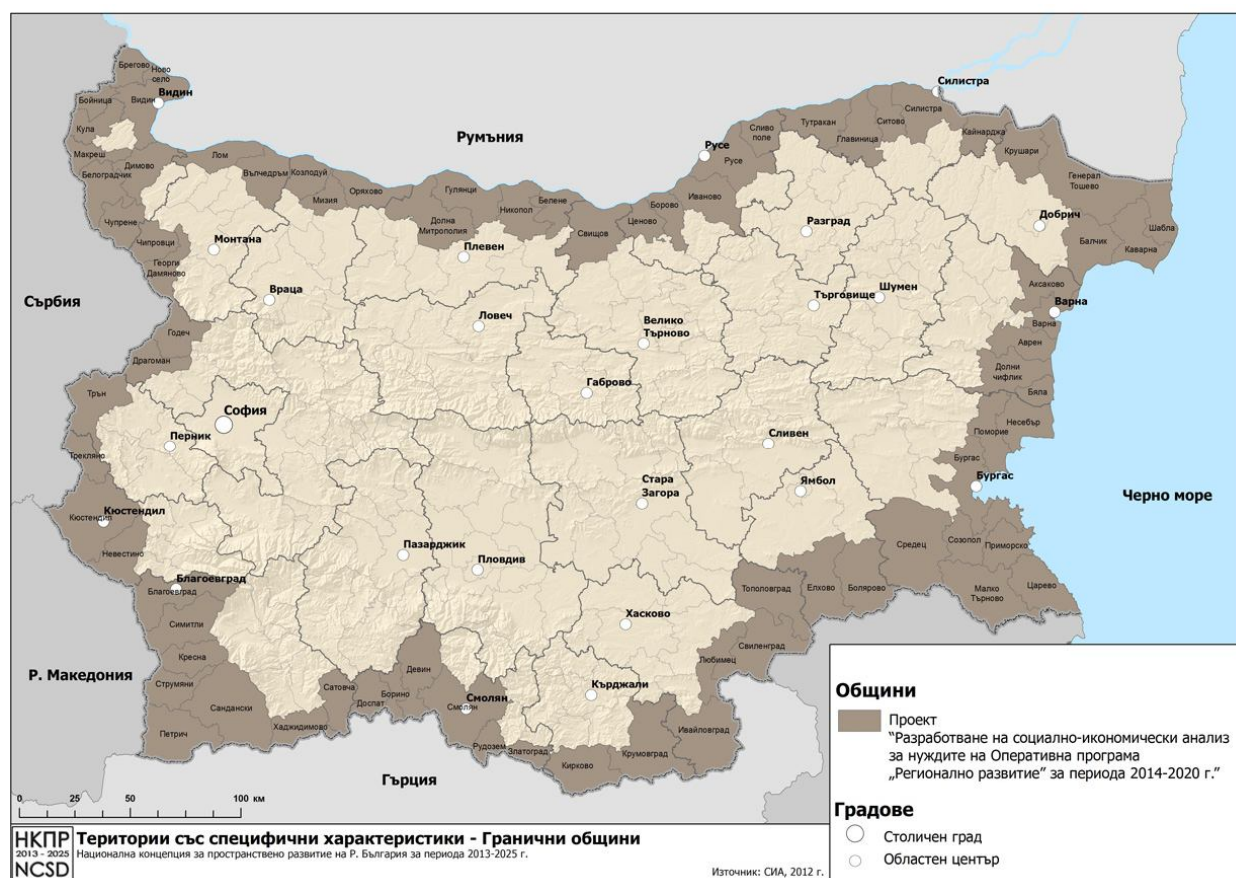 Брегово
Ново
село
Видин
Бойница
Видин
Кула
Макреш
Димово
Белоградчик
Чупрене
Чипровци
Георги
Дамяново
Лом
Вълчедръм
Козлодуй
Мизия
Оряхово
Гулянци
Долна
Митрополия
Никопол
Белене
Свищов
Ценово
Борово
Иваново
Русе
Русе
Сливо
поле
Тутракан
Главиница
Ситово
Силистра
Силистра
Кайнарджа
Крушари
Генерал
Тошево
Шабла
Каварна
Балчик
Добрич
Румъния
Монтана
Враца
Плевен
Ловеч
Велико
Търново
Габрово
Разград
Търговище
Шумен
Аксаково
Варна
Варна
Аврен
Долни
чифлик
Бяла
Несебър
Поморие
Бургас
Бургас
Сърбия
Годеч
Драгоман
Трън
София
Перник
Трекляно
Кюстендил
Кюстендил
Невестино
Сливен
Ямбол
Стара
Загора
Черно море
Пазарджик
Пловдив
Хасково
Средец
Созопол
Приморско
Царево
Малко
Търново
Тополовград
Елхово
Болярово
Свиленград
Любимец
Благоевград
Благоевград
Симитли
Кресна
Струмяни
Сандански
Петрич
Хаджидимово
Р. Македония
Сатовча
Доспат
Борино
Девин
Смолян
Смолян
Рудозем
Златоград
Кърджали
Кирково
Крумовград
Ивайловград
Гърция
0 25 50 100 км
Общини
Проект
"Разработване на социално-икономически анализ
за нуждите на Оперативна програма
„Регионално развитие” за периода 2014-2020 г."
Градове
Столичен град
Областен център
НКПР
2013 - 2025
NCSD
Територии със специфични характеристики - Гранични общини
Национална концепция за пространствено развитие на Р. България за периода 2013-2025 г.
Източник: СИА, 2012 г.